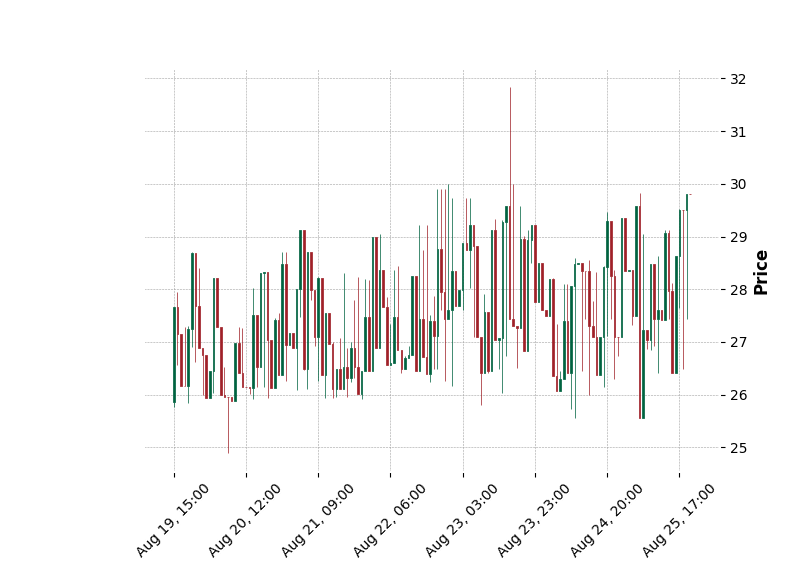 32
31
30
29
28
27
26
25
Price
Aug 19, 15:00
Aug 20, 12:00
Aug 21, 09:00
Aug 22, 06:00
Aug 23, 03:00
Aug 23, 23:00
Aug 24, 20:00
Aug 25, 17:00